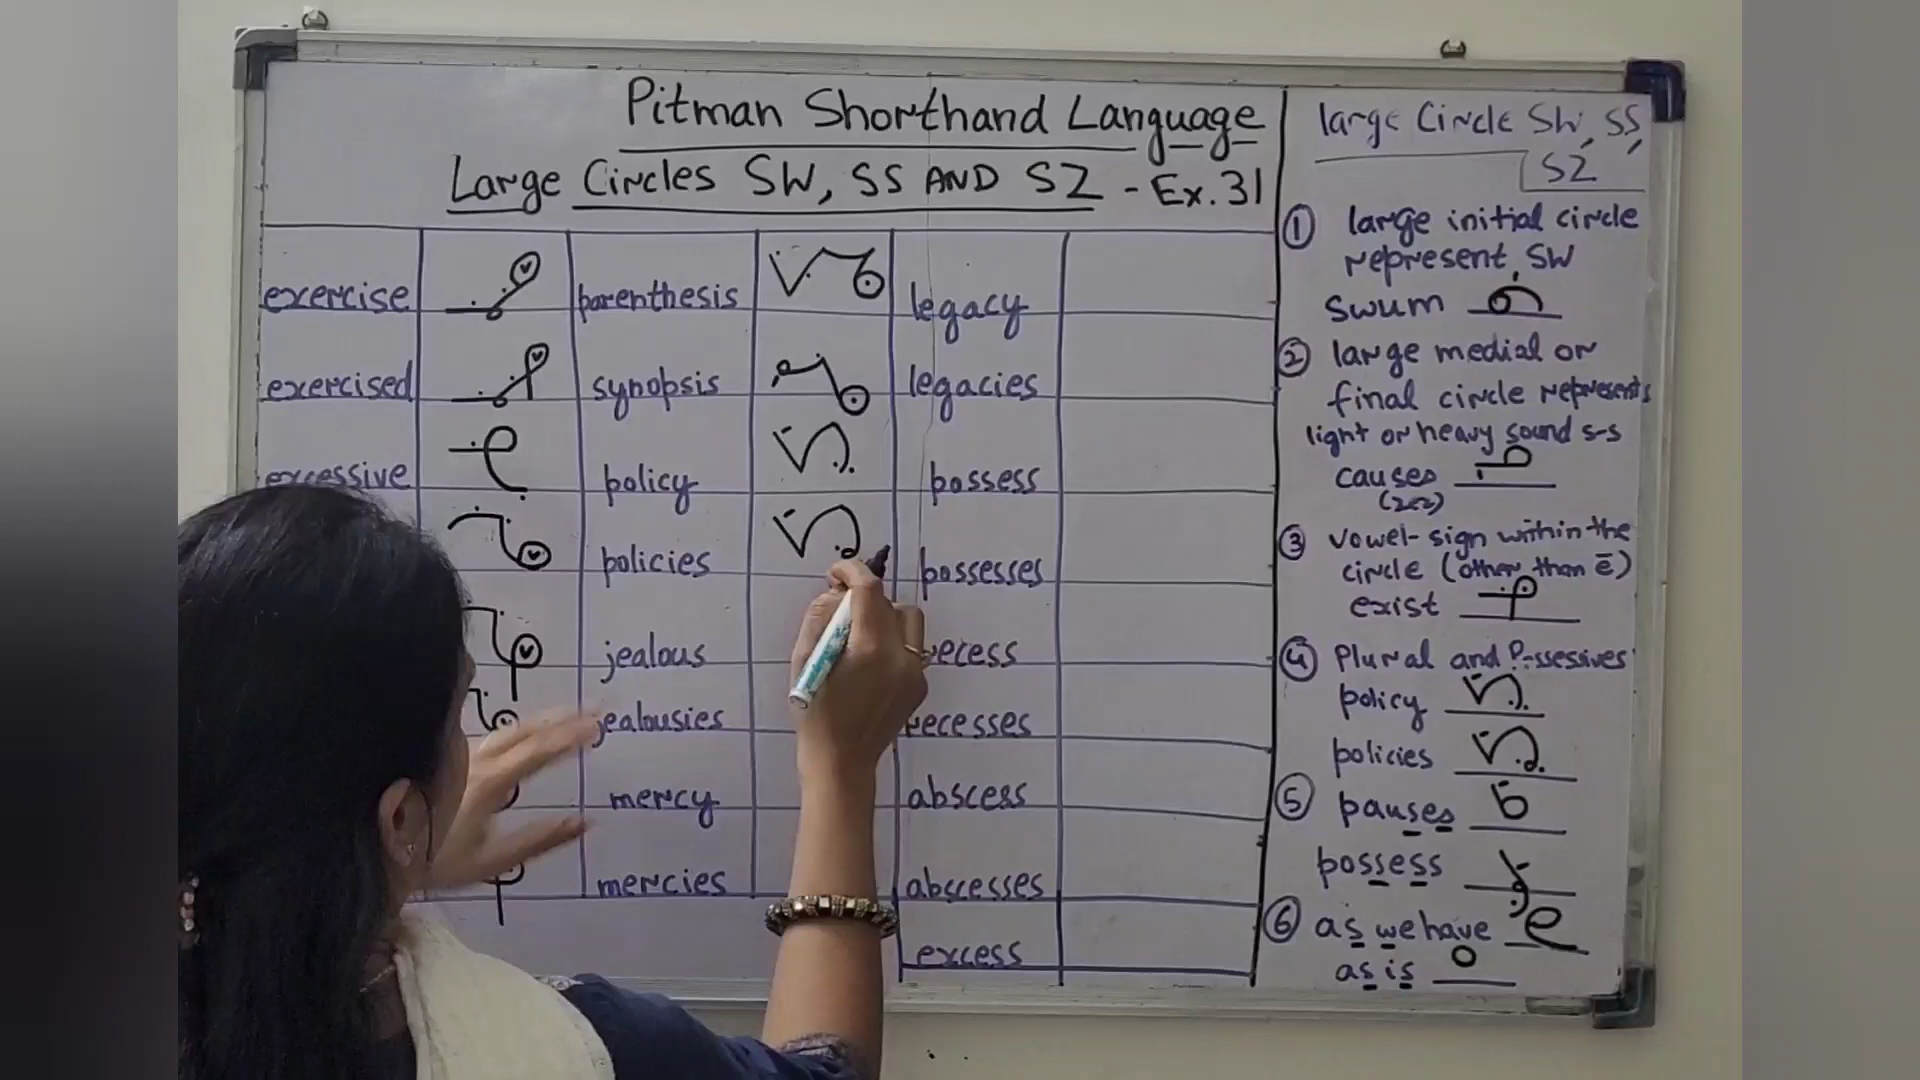 Pitman Shorthand Language
Large Circles SW, SS AND SZ - Ex. 31
exercise parenthesis legacy
exercised synopsis legacies
excessive policy possess
policies possesses
jealous recess
jealousies recesses
mercy abscess
mercies abscesses
excess
large Circle SW, SS,
SZ
① large initial circle
represent SW
swum
② large medial or
final circle represents
light or heavy sound s-s
causes
③ vowel-sign within the
circle (other than ē)
exist
④ Plural and Possessives
policy
policies
⑤ pauses
possess
⑥ as we have
as is